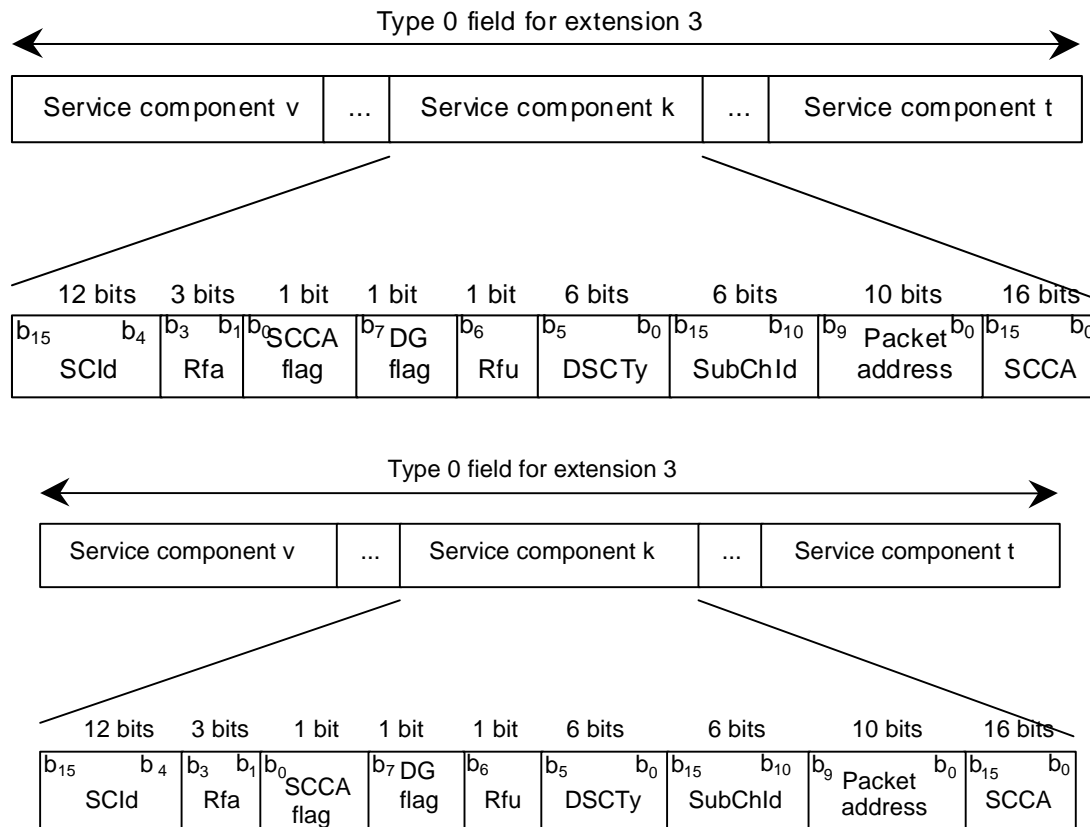 Type 0 field for extension 3
Service component v ... Service component k ... Service component t
12 bits 3 bits 1 bit 1 bit 1 bit 6 bits 6 bits 10 bits 16 bits
b15 b4 b3 b1 b0 b7 b6 b5 b0 b15 b10 b9 b0 b15 b0
SCId Rfa SCCA flag DG flag Rfu DSCTy SubChId Packet address SCCA
Type 0 field for extension 3
Service component v ... Service component k ... Service component t
12 bits 3 bits 1 bit 1 bit 1 bit 6 bits 6 bits 10 bits 16 bits
b15 b4 b3 b1 b0 b7 b6 b5 b0 b15 b10 b9 b0 b15 b0
SCId Rfa SCCA flag DG flag Rfu DSCTy SubChId Packet address SCCA